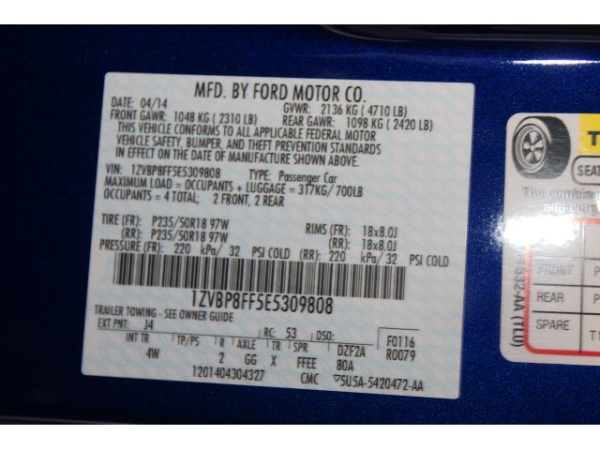 MFD. BY FORD MOTOR CO.
DATE: 04/14 GVWR: 2136 KG ( 4710 LB)
FRONT GAWR: 1048 KG ( 2310 LB) REAR GAWR: 1098 KG ( 2420 LB)
THIS VEHICLE CONFORMS TO ALL APPLICABLE FEDERAL MOTOR
VEHICLE SAFETY, BUMPER, AND THEFT PREVENTION STANDARDS
IN EFFECT ON THE DATE OF MANUFACTURE SHOWN ABOVE.
VIN: 1ZVBP8FF5E5309808 TYPE: Passenger Car
MAXIMUM LOAD = OCCUPANTS + LUGGAGE = 317KG/ 700LB
OCCUPANTS = 4 TOTAL; 2 FRONT, 2 REAR
TIRE (FR): P235/50R18 97W RIMS (FR): 18x8.0J
(RR): P235/50R18 97W (RR): 18x8.0J
PRESSURE (FR): 220 kPa/ 32 PSI COLD (RR): 220 kPa/ 32 PSI COLD
1ZVBP8FF5E5309808
TRAILER TOWING - SEE OWNER GUIDE
EXT PNT: J4 RC: 53 DSO: F0116
INT TR TP/PS R AXLE TR SPR DZF2A R0079
4W 2 GG X FFEE 80A
1201404304327 CMC 5U5A-5420472-AA
T
SEAT
The combin
FRONT P
REAR P
SPARE T1